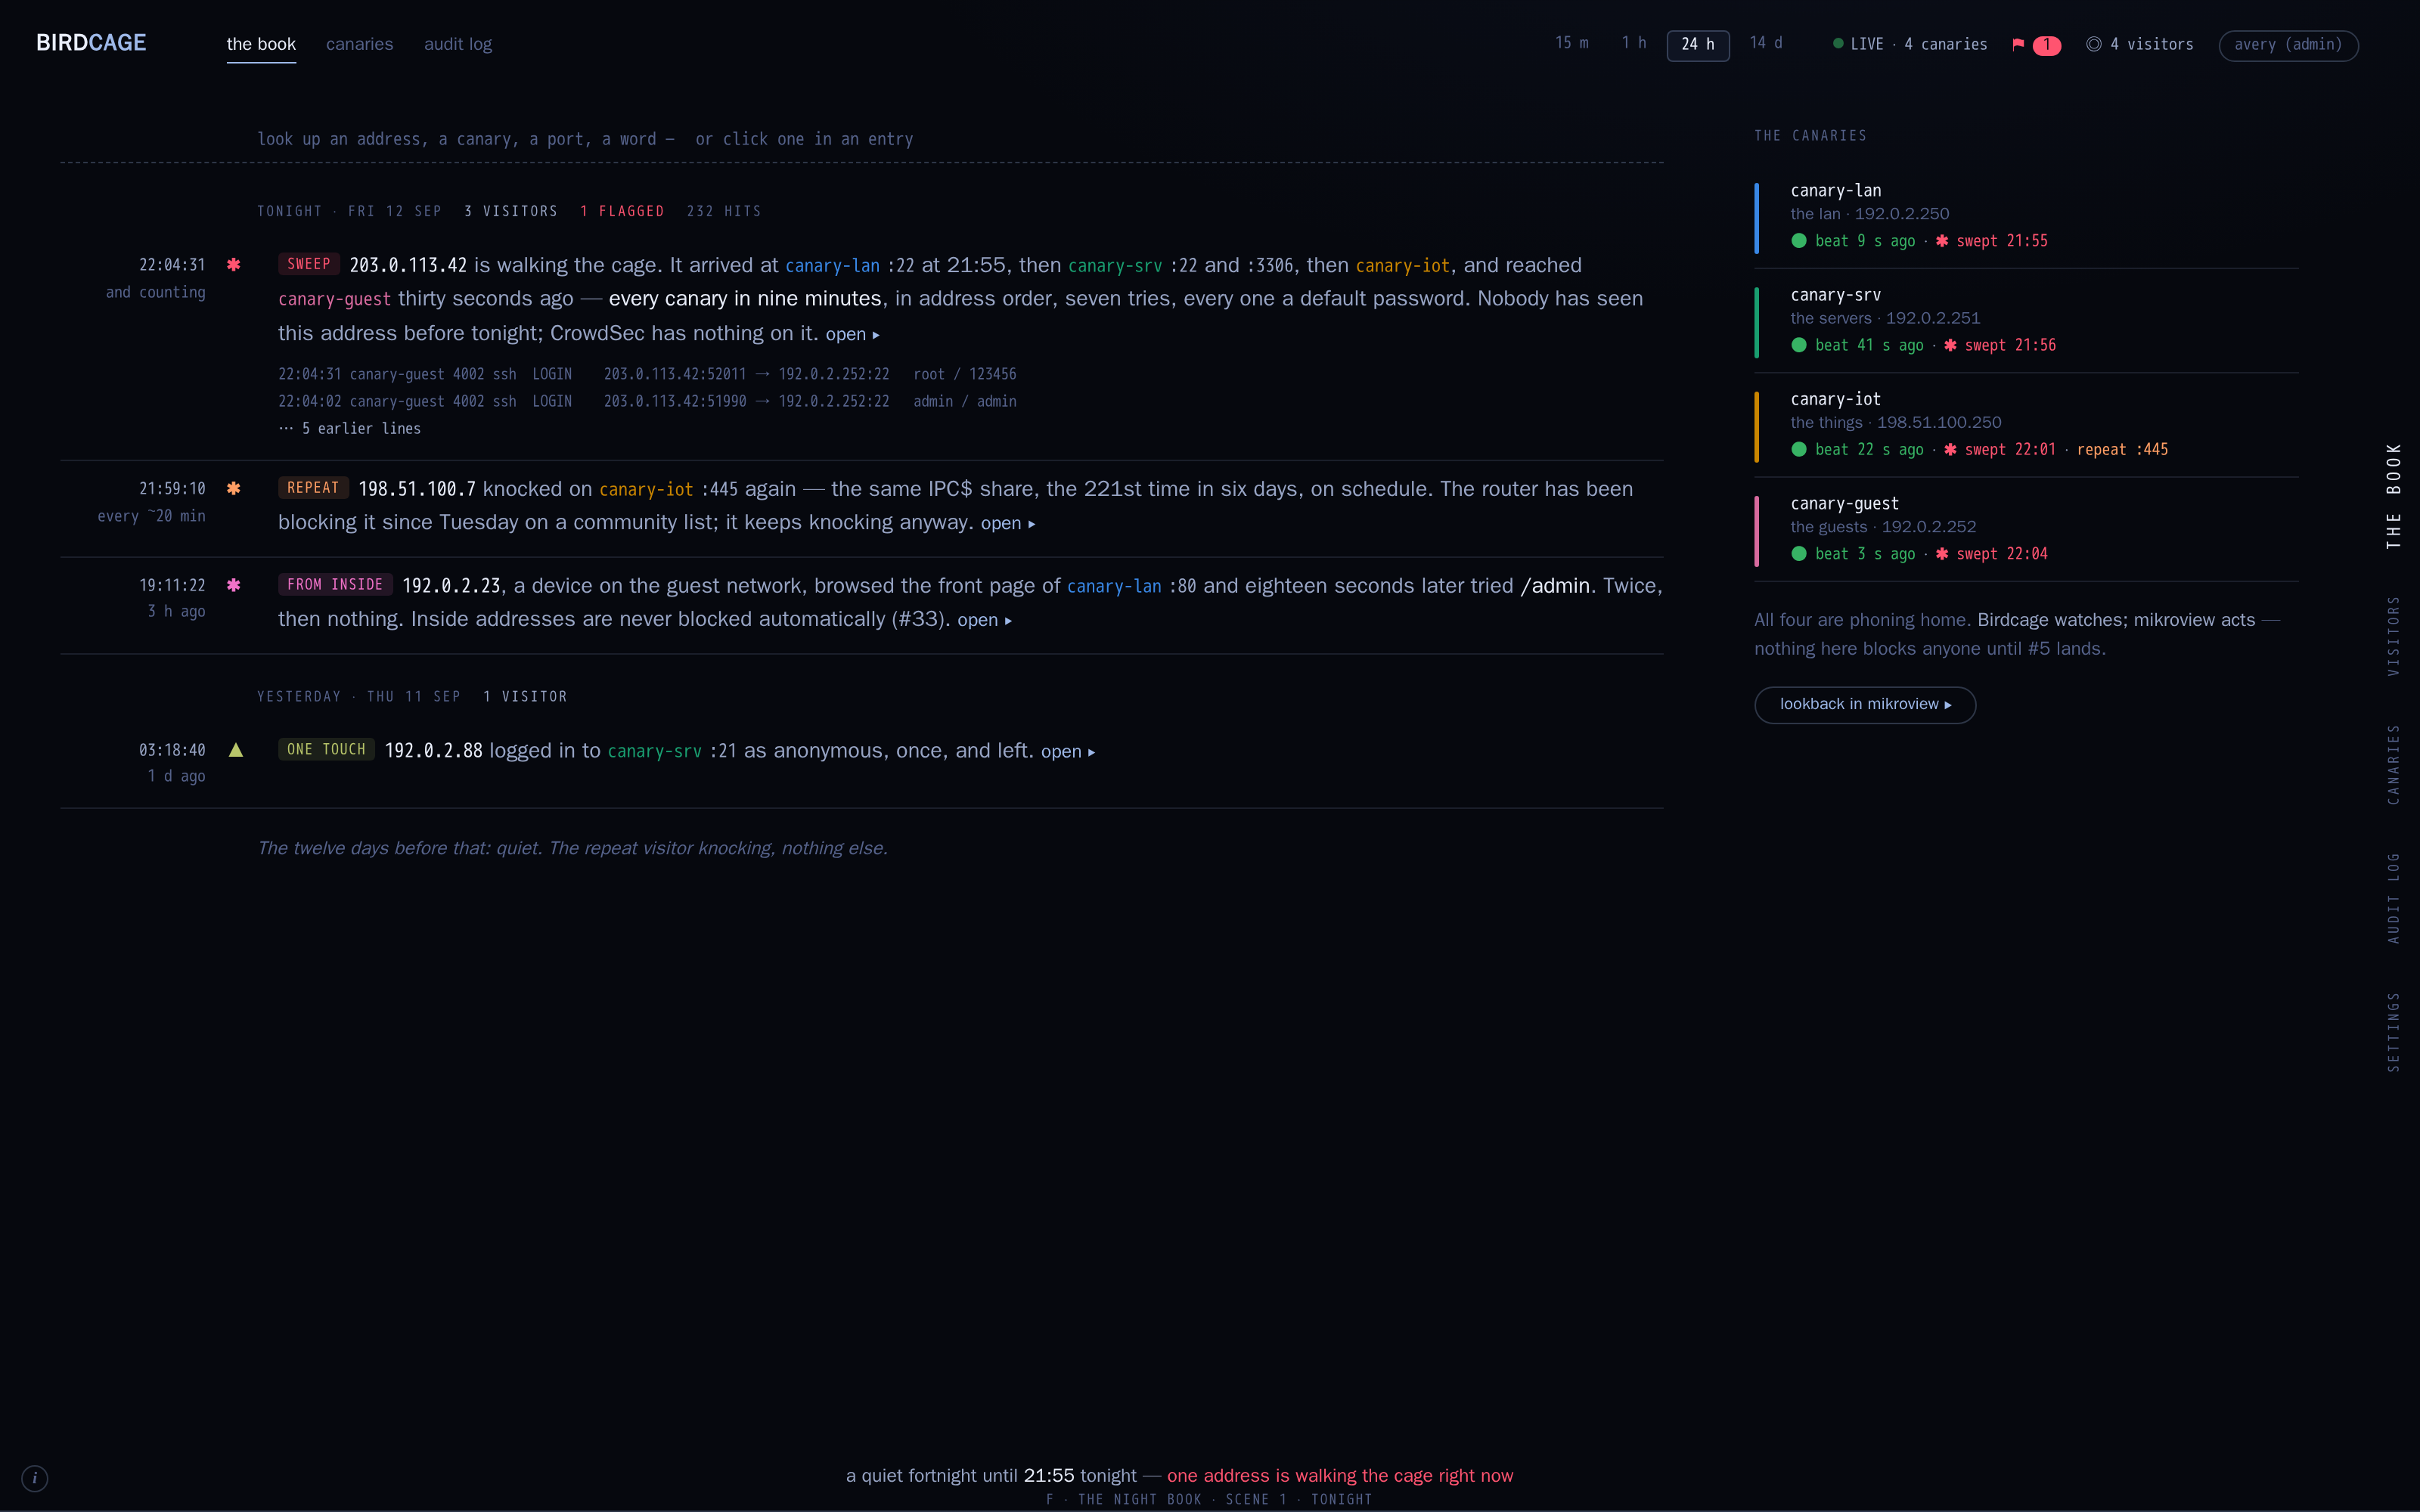 BIRDCAGE the book canaries audit log 15 m 1 h 24 h 14 d LIVE · 4 canaries 1 ◎ 4 visitors avery (admin)
look up an address, a canary, a port, a word — or click one in an entry
TONIGHT · FRI 12 SEP 3 VISITORS 1 FLAGGED 232 HITS
22:04:31 ✱ SWEEP 203.0.113.42 is walking the cage. It arrived at canary-lan :22 at 21:55, then canary-srv :22 and :3306, then canary-iot, and reached
and counting canary-guest thirty seconds ago — every canary in nine minutes, in address order, seven tries, every one a default password. Nobody has seen
this address before tonight; CrowdSec has nothing on it. open ▸
22:04:31 canary-guest 4002 ssh LOGIN 203.0.113.42:52011 → 192.0.2.252:22 root / 123456
22:04:02 canary-guest 4002 ssh LOGIN 203.0.113.42:51990 → 192.0.2.252:22 admin / admin
⋯ 5 earlier lines
21:59:10 ✱ REPEAT 198.51.100.7 knocked on canary-iot :445 again — the same IPC$ share, the 221st time in six days, on schedule. The router has been
every ~20 min blocking it since Tuesday on a community list; it keeps knocking anyway. open ▸
19:11:22 ✱ FROM INSIDE 192.0.2.23, a device on the guest network, browsed the front page of canary-lan :80 and eighteen seconds later tried /admin. Twice,
3 h ago then nothing. Inside addresses are never blocked automatically (#33). open ▸
YESTERDAY · THU 11 SEP 1 VISITOR
03:18:40 ▲ ONE TOUCH 192.0.2.88 logged in to canary-srv :21 as anonymous, once, and left. open ▸
1 d ago
The twelve days before that: quiet. The repeat visitor knocking, nothing else.
THE CANARIES
canary-lan
the lan · 192.0.2.250
beat 9 s ago · ✱ swept 21:55
canary-srv
the servers · 192.0.2.251
beat 41 s ago · ✱ swept 21:56
canary-iot
the things · 198.51.100.250
beat 22 s ago · ✱ swept 22:01 · repeat :445
canary-guest
the guests · 192.0.2.252
beat 3 s ago · ✱ swept 22:04
All four are phoning home. Birdcage watches; mikroview acts —
nothing here blocks anyone until #5 lands.
lookback in mikroview ▸
THE BOOK
VISITORS
CANARIES
AUDIT LOG
SETTINGS
i
a quiet fortnight until 21:55 tonight — one address is walking the cage right now
F · THE NIGHT BOOK · SCENE 1 · TONIGHT